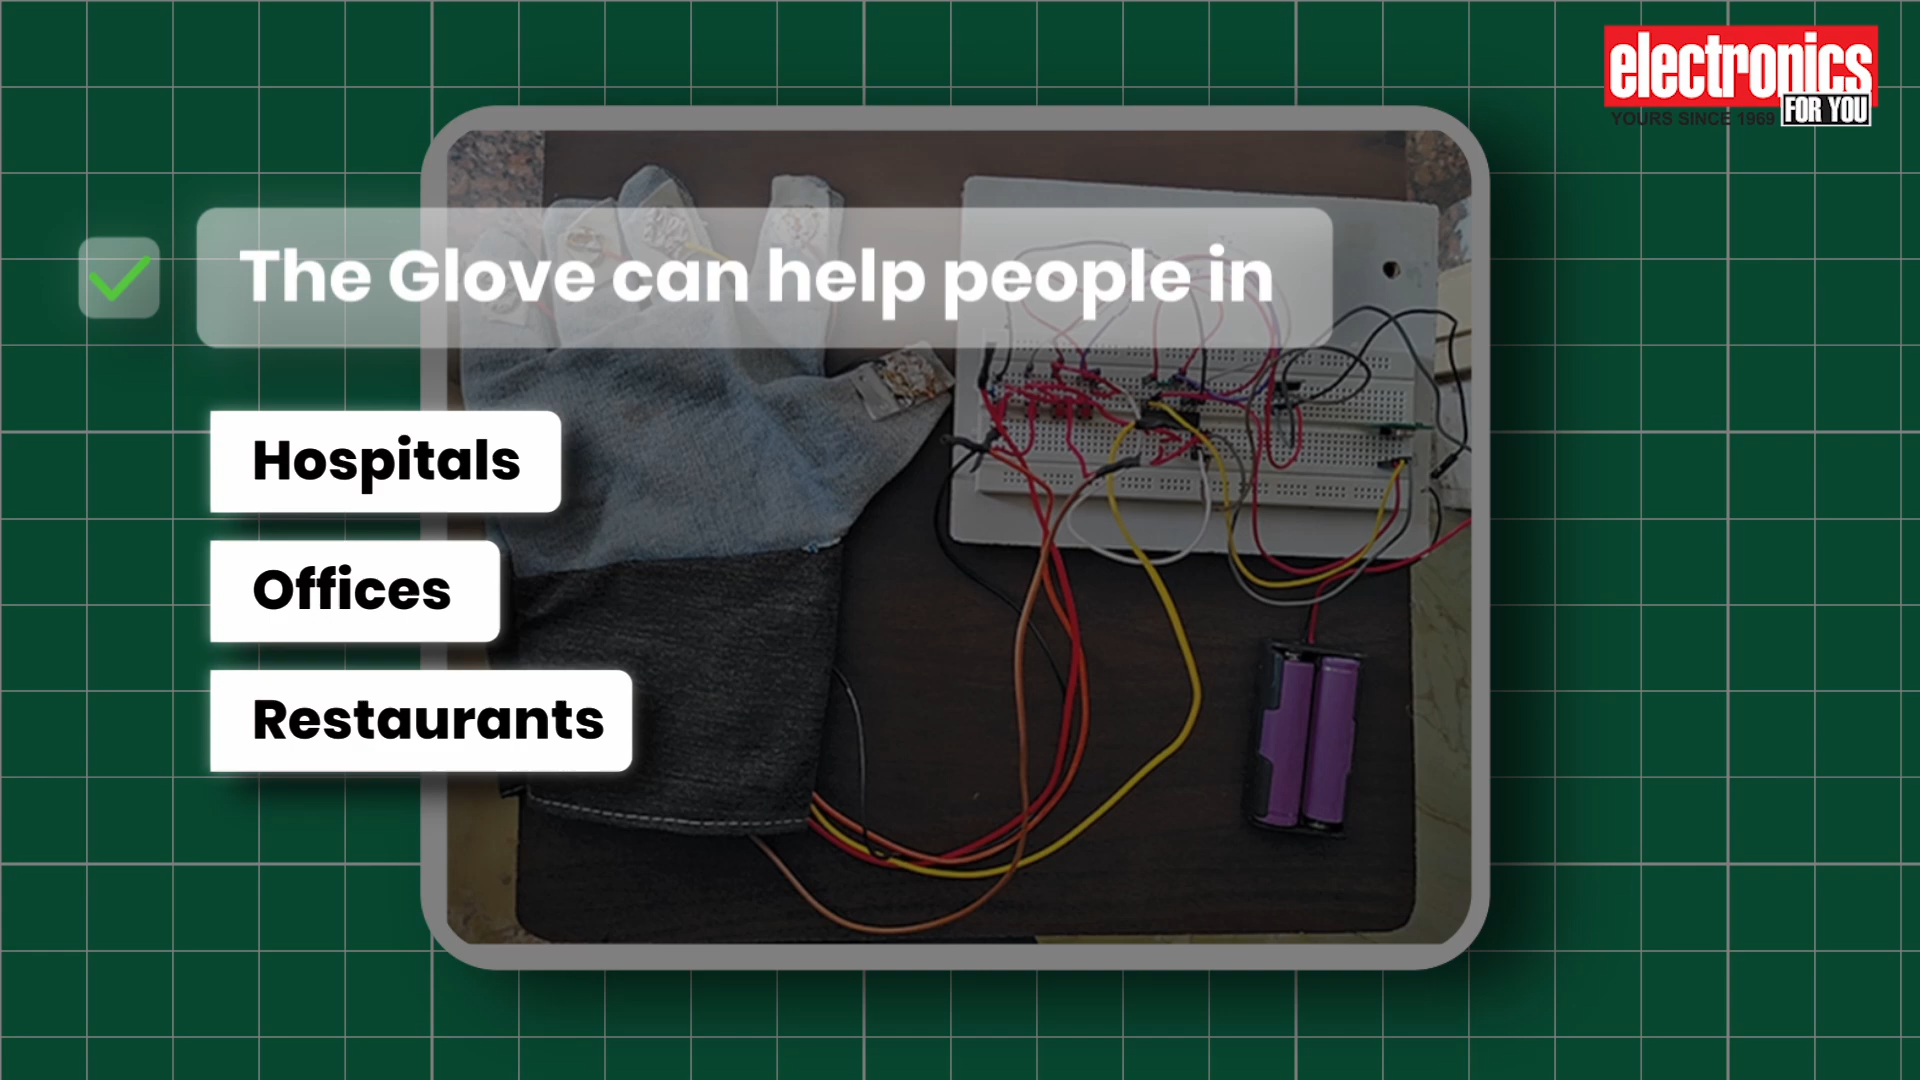 electronics
FOR YOU
YOURS SINCE 1969
The Glove can help people in
Hospitals
Offices
Restaurants